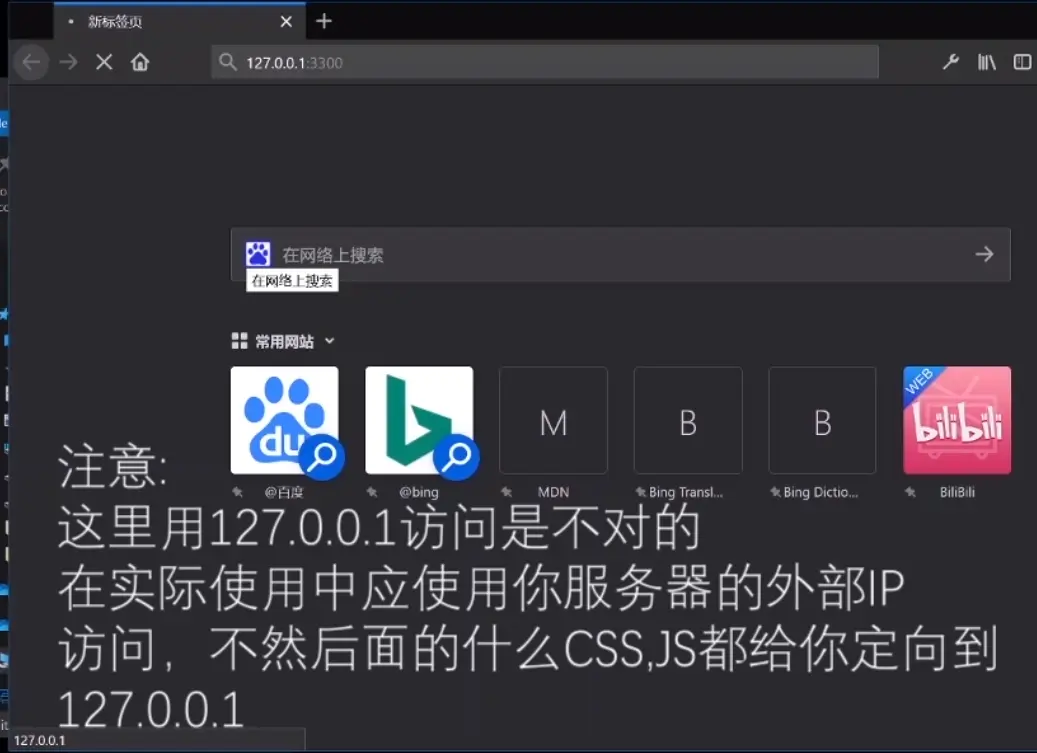 新标签页
127.0.0.1:3300
在网络上搜索
在网络上搜索
常用网站
du
WEB
bilibili
M
B
B
@百度
@bing
MDN
Bing Transl...
Bing Dictio...
BiliBili
注意:
这里用127.0.0.1访问是不对的
在实际使用中应使用你服务器的外部IP
访问，不然后面的什么CSS,JS都给你定向到
127.0.0.1
127.0.0.1